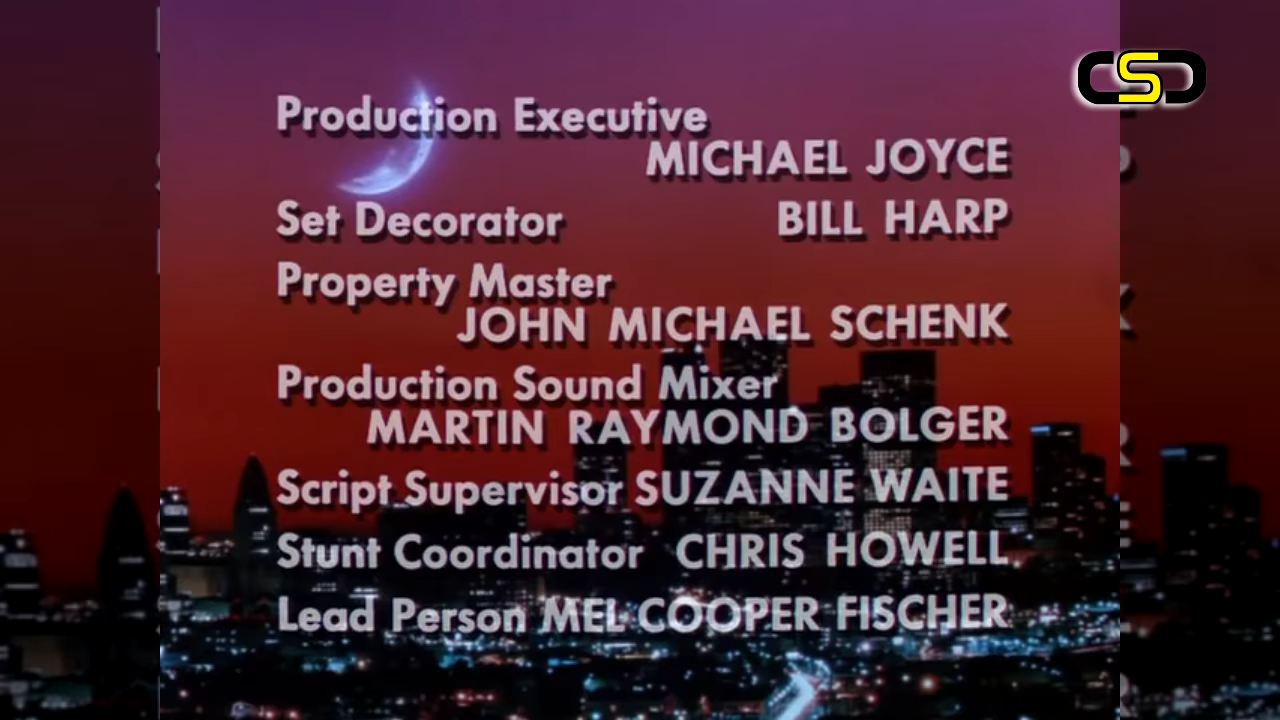 CSD
Production Executive
MICHAEL JOYCE
Set Decorator BILL HARP
Property Master
JOHN MICHAEL SCHENK
Production Sound Mixer
MARTIN RAYMOND BOLGER
Script Supervisor SUZANNE WAITE
Stunt Coordinator CHRIS HOWELL
Lead Person MEL COOPER FISCHER